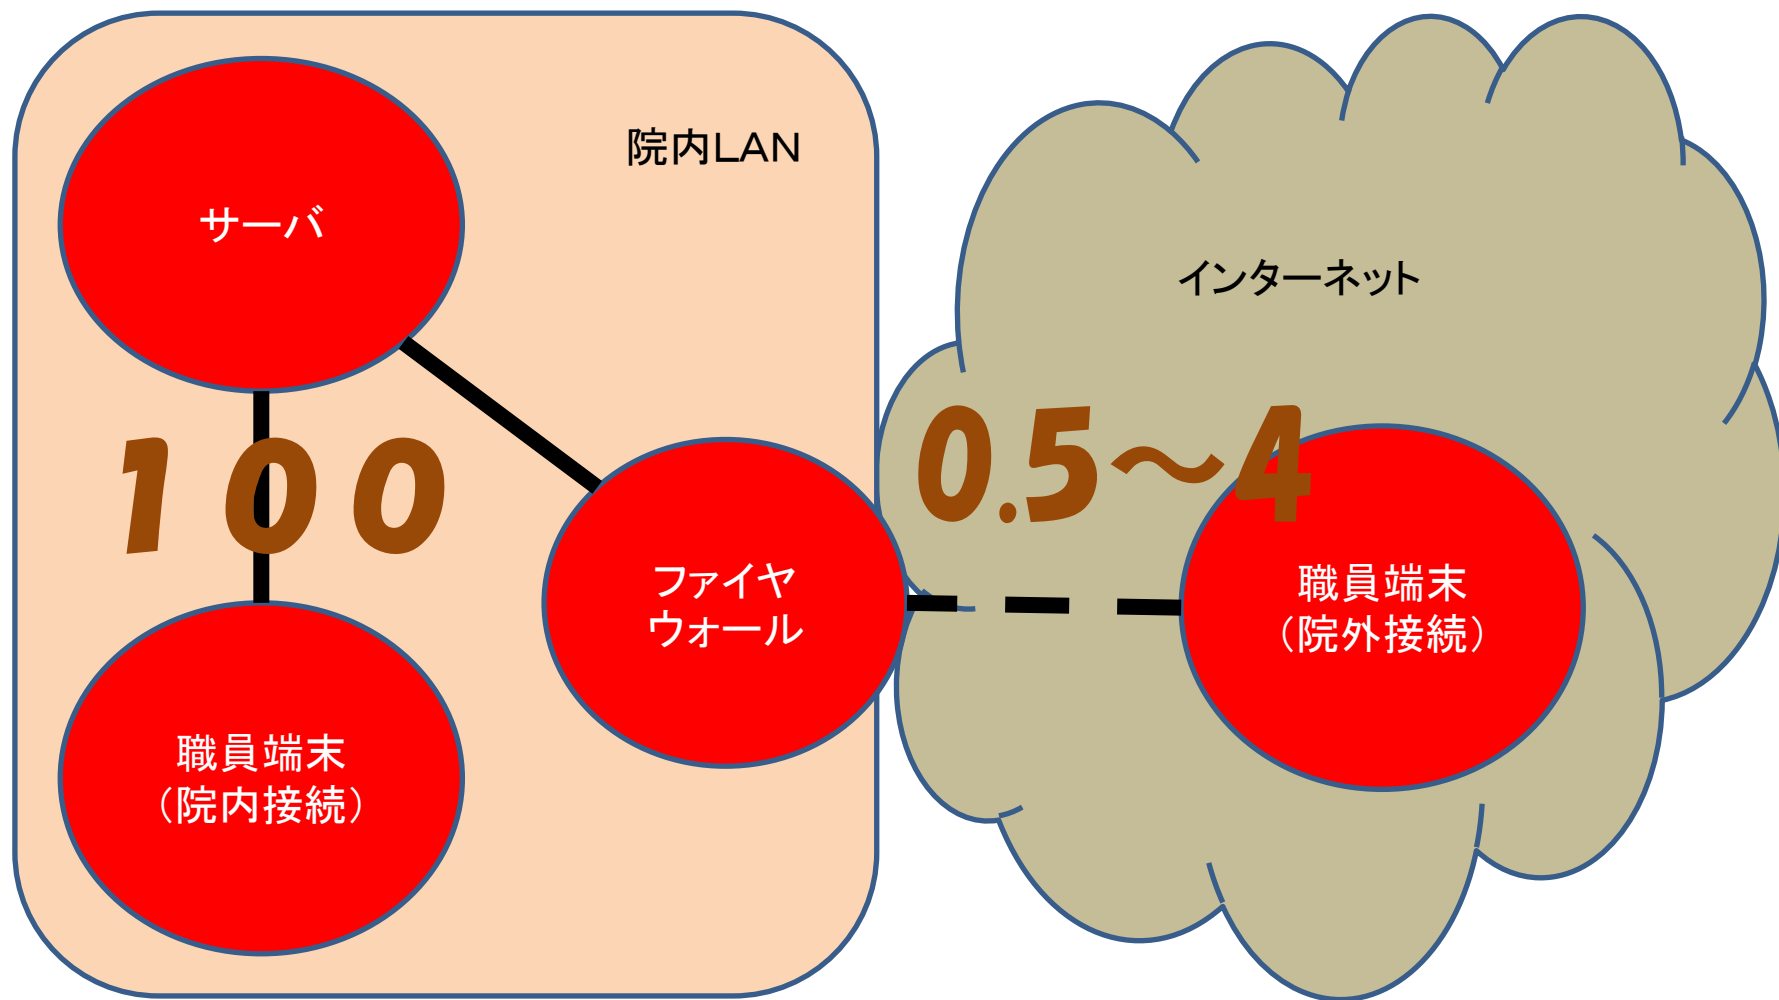 院内LAN
サーバ
インターネット
１００
0.5～4
ファイヤ
ウォール
職員端末
（院外接続）
職員端末
（院内接続）